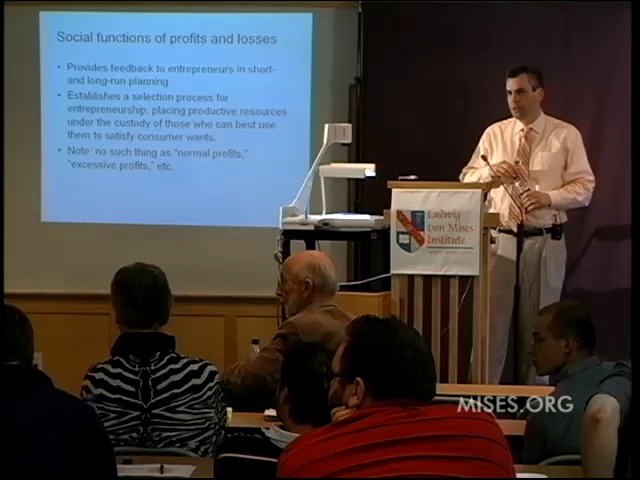 Social functions of profits and losses
• Provides feedback to entrepreneurs in short-
and long-run planning
• Establishes a selection process for
entrepreneurship, placing productive resources
under the custody of those who can best use
them to satisfy consumer wants.
• Note: no such thing as "normal profits,"
"excessive profits," etc.
Ludwig
von Mises
Institute
MISES.ORG